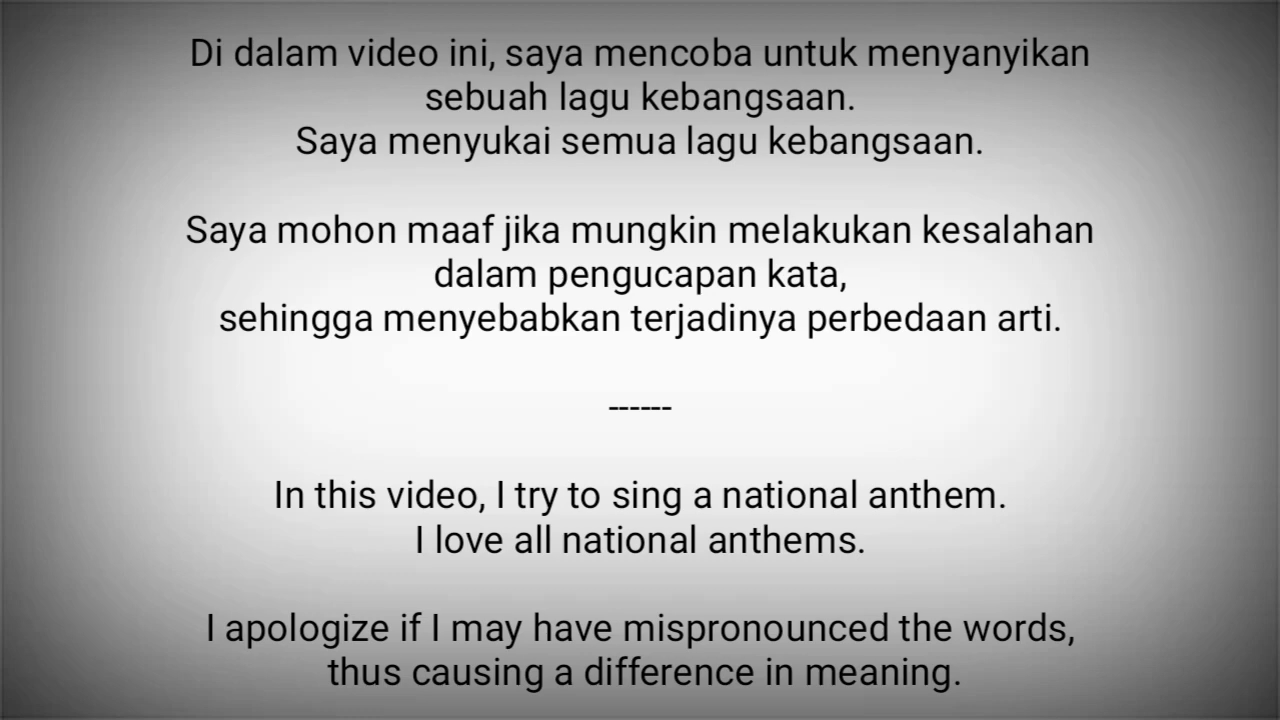 Di dalam video ini, saya mencoba untuk menyanyikan
sebuah lagu kebangsaan.
Saya menyukai semua lagu kebangsaan.
Saya mohon maaf jika mungkin melakukan kesalahan
dalam pengucapan kata,
sehingga menyebabkan terjadinya perbedaan arti.
------
In this video, I try to sing a national anthem.
I love all national anthems.
I apologize if I may have mispronounced the words,
thus causing a difference in meaning.